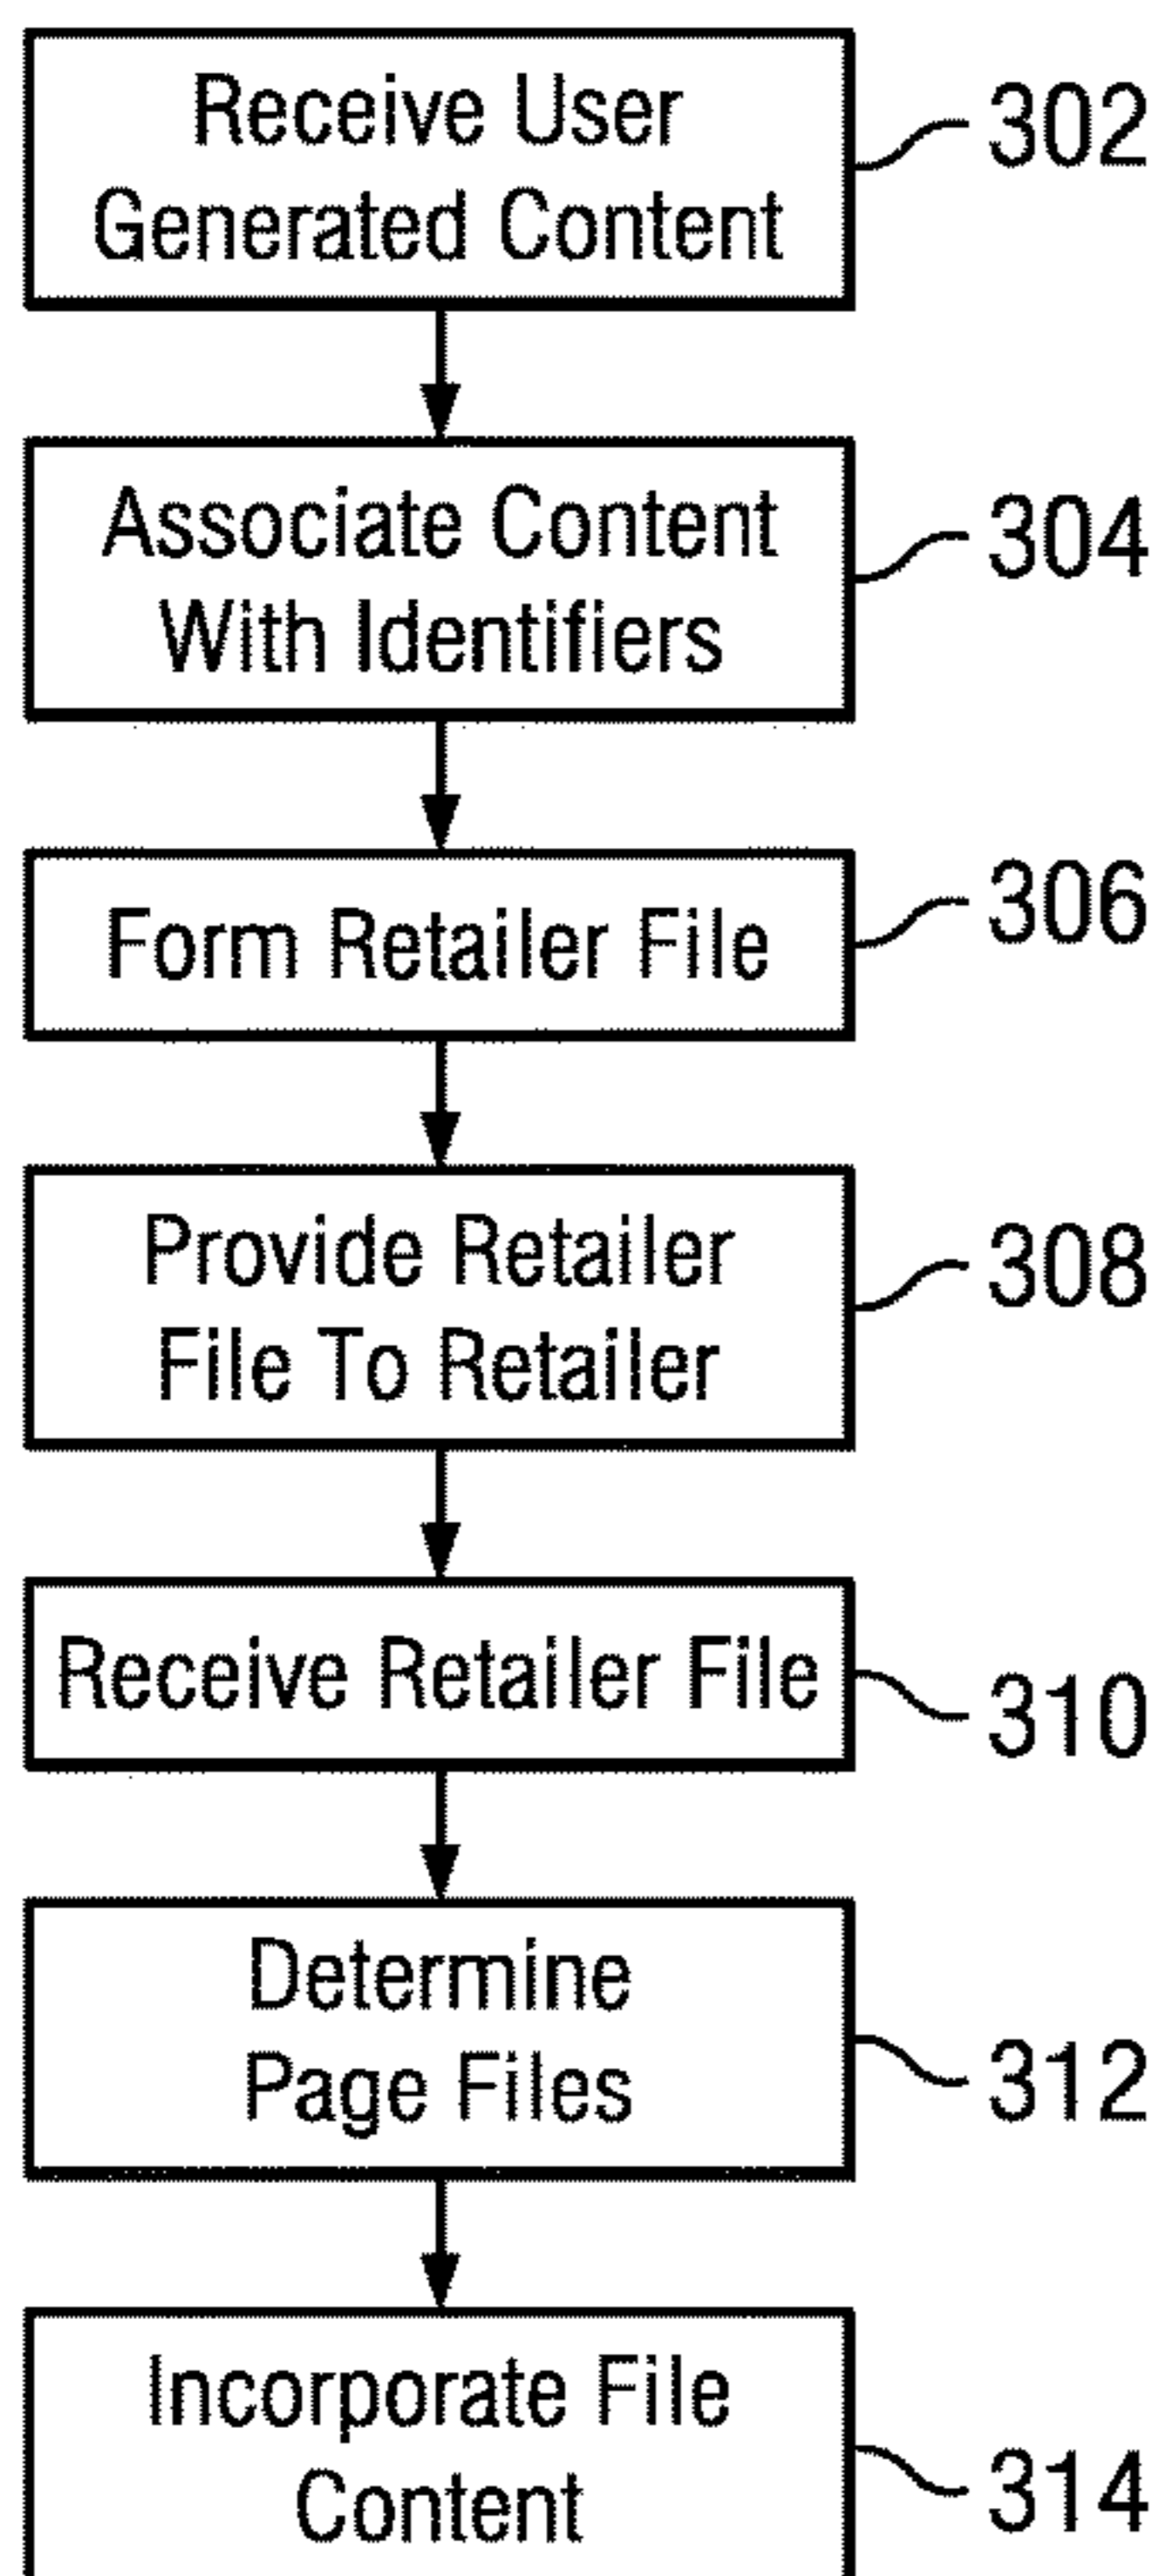 Receive User
Generated Content
302
Associate Content
With Identifiers
304
Form Retailer File
306
Provide Retailer
File To Retailer
308
Receive Retailer File
310
Determine
Page Files
312
Incorporate File
Content
314